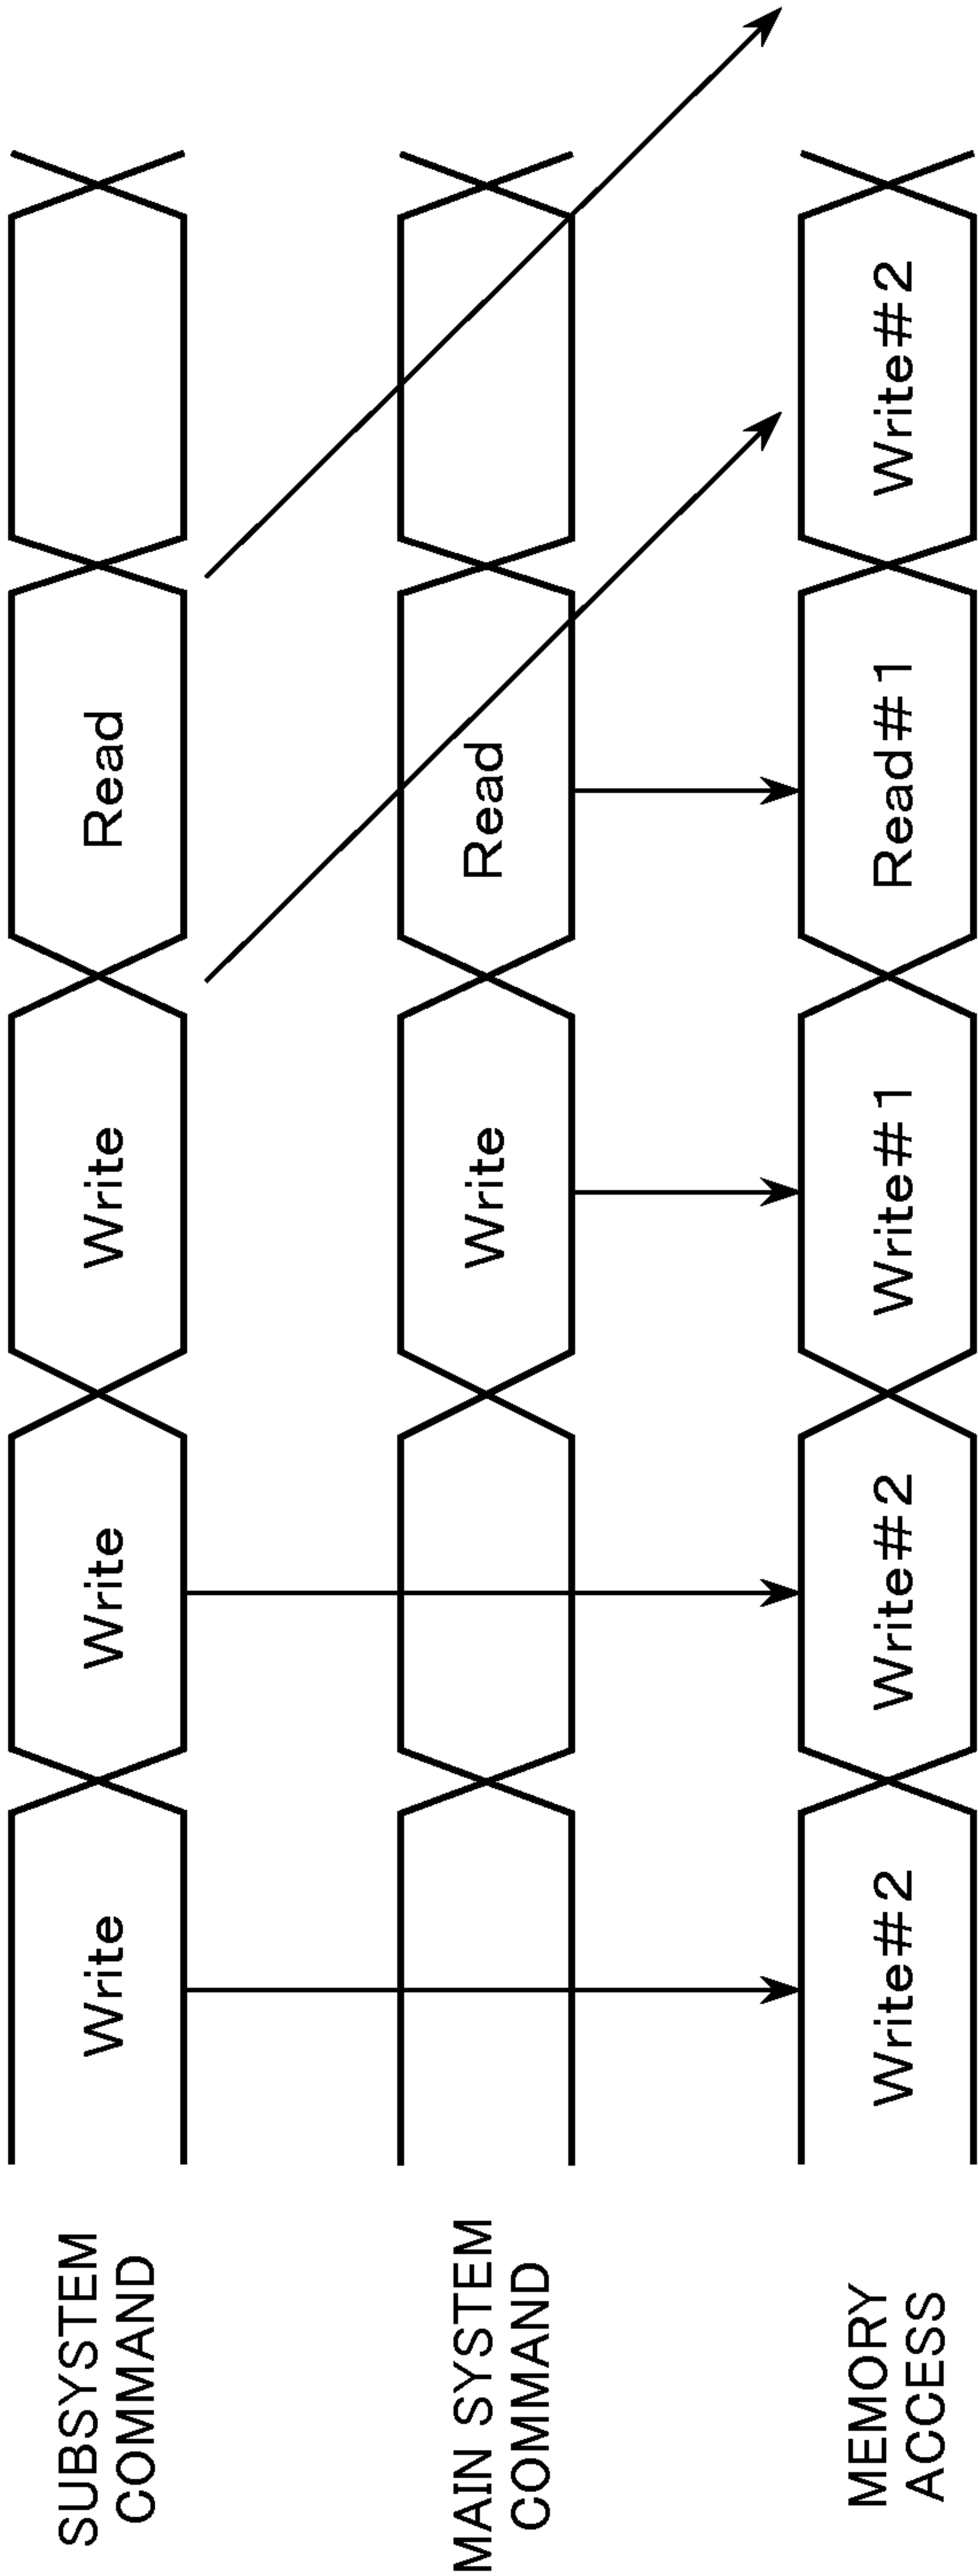 SUBSYSTEM
COMMAND
Write
Write
Write
Read
MAIN SYSTEM
COMMAND
Write
Read
MEMORY
ACCESS
Write#2
Write#2
Write#1
Read#1
Write#2